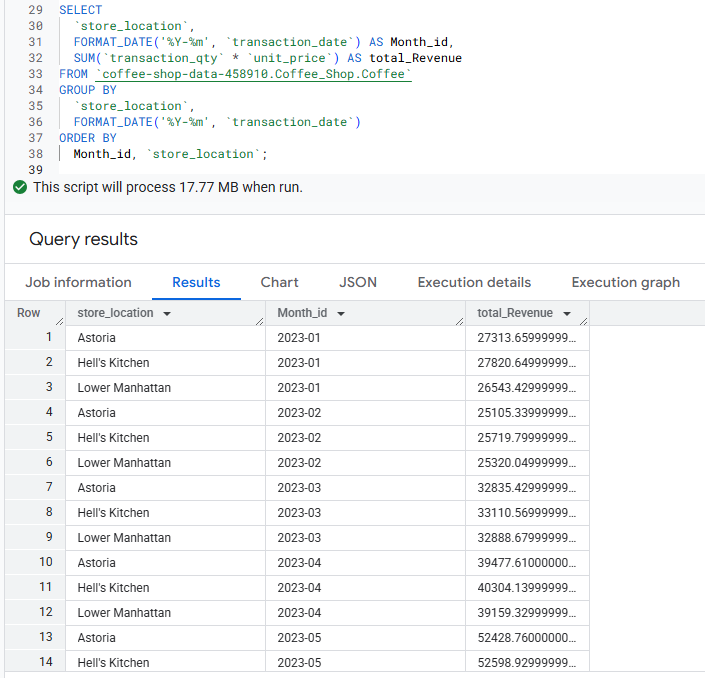 29 SELECT
30 `store_location`,
31 FORMAT_DATE('%Y-%m', `transaction_date`) AS Month_id,
32 SUM(`transaction_qty` * `unit_price`) AS total_Revenue
33 FROM `coffee-shop-data-458910.Coffee_Shop.Coffee`
34 GROUP BY
35 `store_location`,
36 FORMAT_DATE('%Y-%m', `transaction_date`)
37 ORDER BY
38 Month_id, `store_location`;
39
This script will process 17.77 MB when run.
Query results
Job information Results Chart JSON Execution details Execution graph
Row store_location Month_id total_Revenue
1 Astoria 2023-01 27313.65999999...
2 Hell's Kitchen 2023-01 27820.64999999...
3 Lower Manhattan 2023-01 26543.42999999...
4 Astoria 2023-02 25105.33999999...
5 Hell's Kitchen 2023-02 25719.79999999...
6 Lower Manhattan 2023-02 25320.04999999...
7 Astoria 2023-03 32835.42999999...
8 Hell's Kitchen 2023-03 33110.56999999...
9 Lower Manhattan 2023-03 32888.67999999...
10 Astoria 2023-04 39477.61000000...
11 Hell's Kitchen 2023-04 40304.13999999...
12 Lower Manhattan 2023-04 39159.32999999...
13 Astoria 2023-05 52428.76000000...
14 Hell's Kitchen 2023-05 52598.92999999...